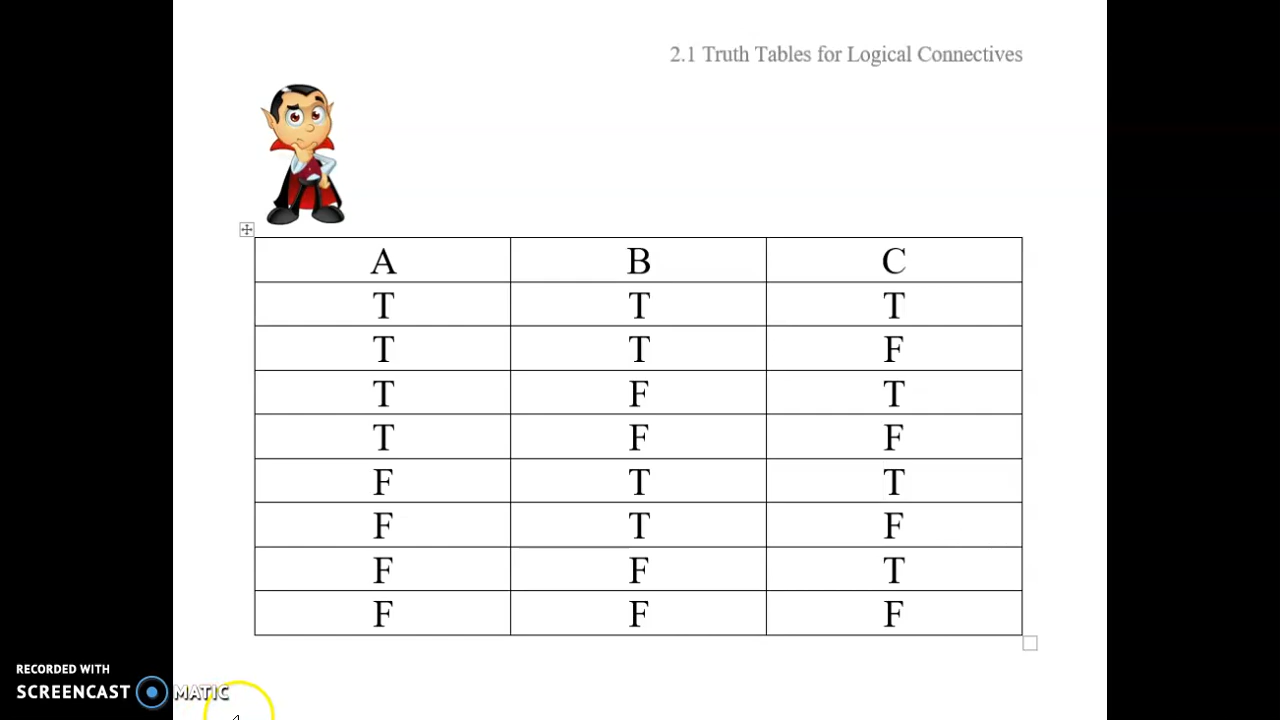 2.1 Truth Tables for Logical Connectives
A B C
T T T
T T F
T F T
T F F
F T T
F T F
F F T
F F F
RECORDED WITH
SCREENCAST MATIC